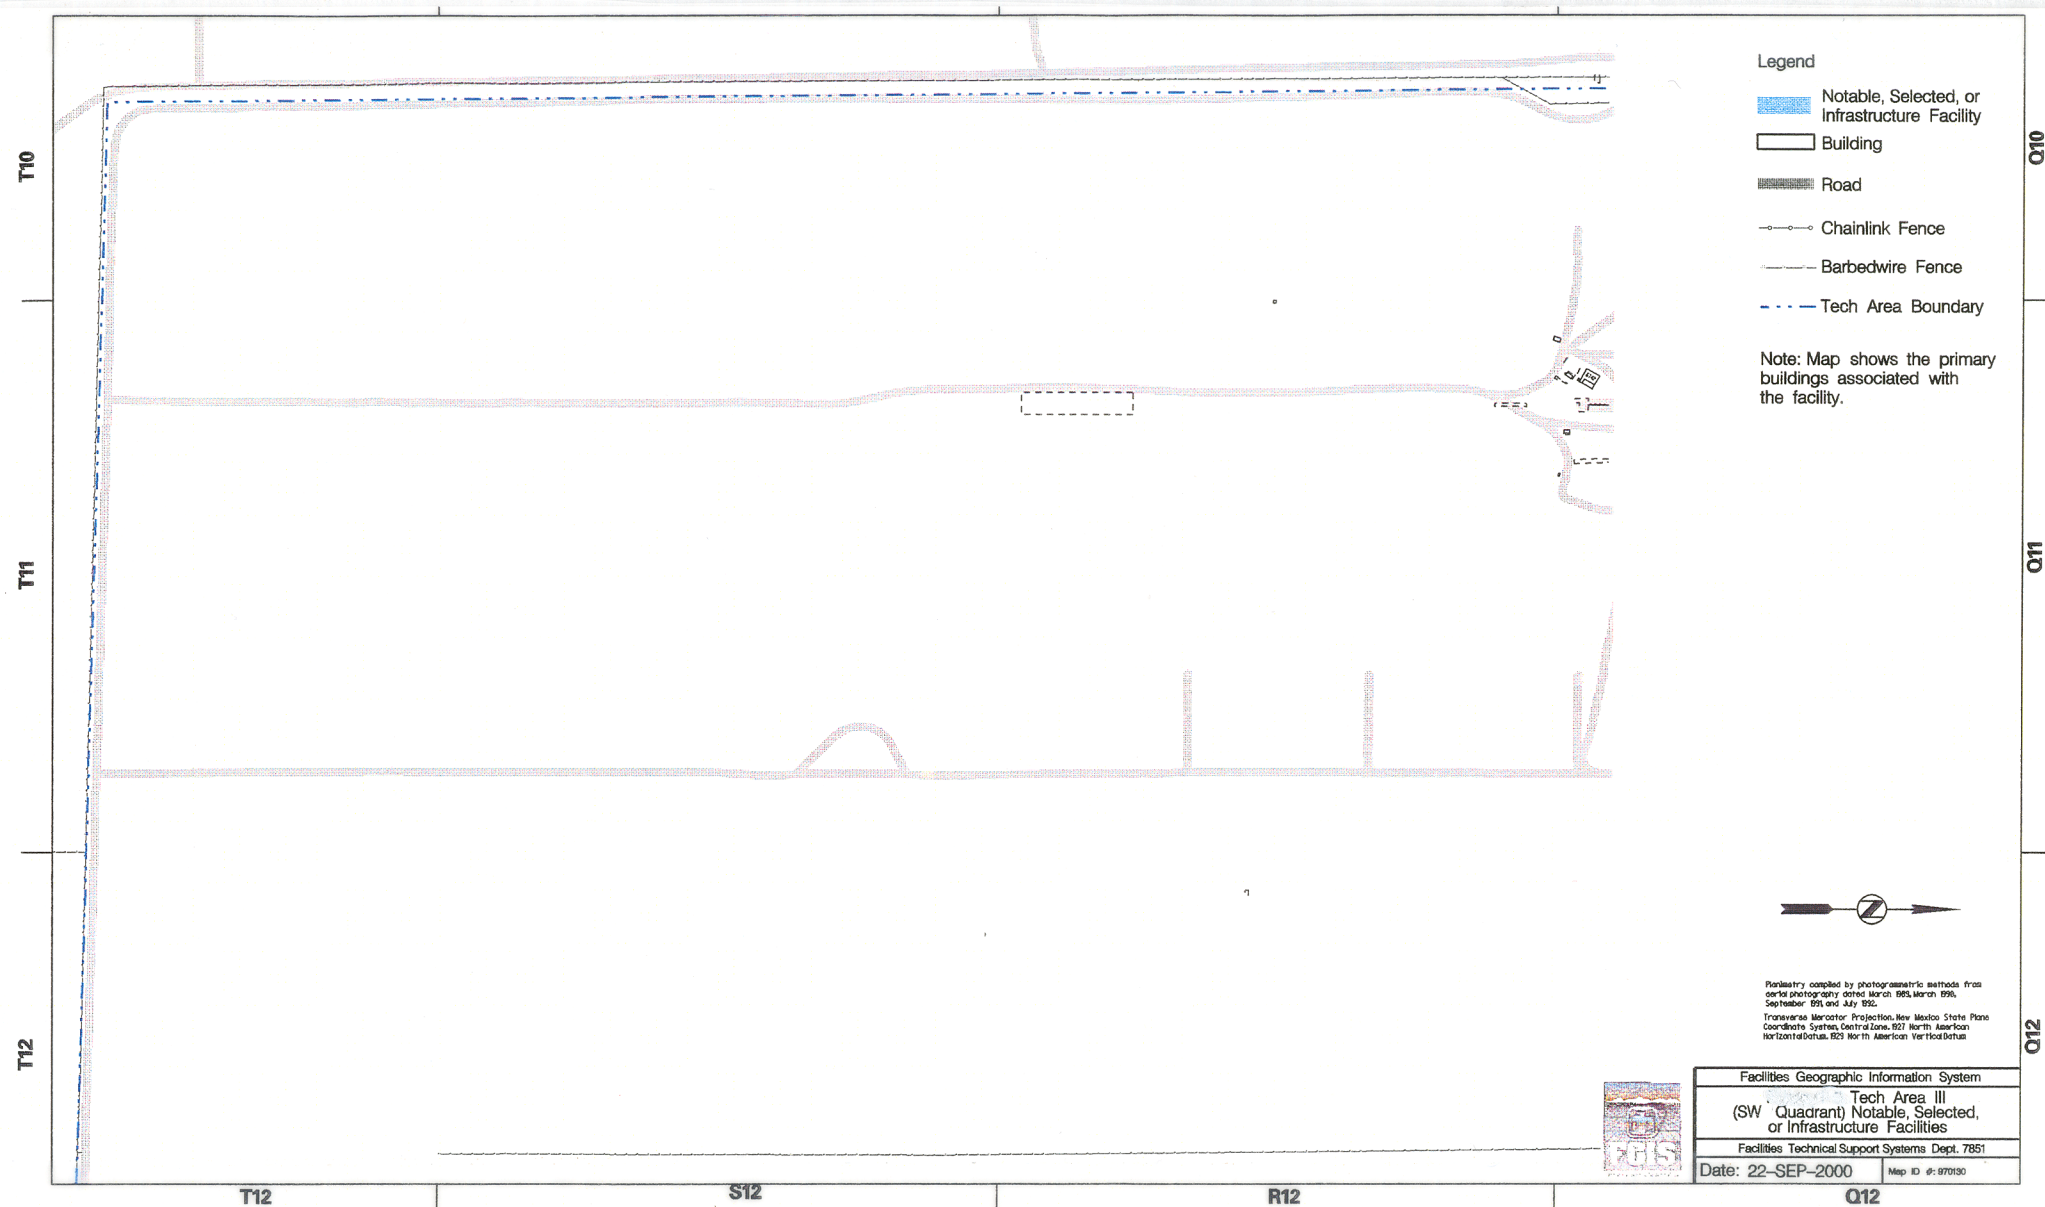 Legend
Notable, Selected, or
Infrastructure Facility
Building
Road
Chainlink Fence
Barbedwire Fence
Tech Area Boundary
Note: Map shows the primary
buildings associated with
the facility.
T10
T11
T12
Q10
Q11
Q12
Planimetry compiled by photogrammetric methods from
aerial photography dated March 1989, March 1990,
September 1991, and July 1992.
Transverse Mercator Projection, New Mexico State Plane
Coordinate System, Central Zone. 1927 North American
Horizontal Datum. 1929 North American Vertical Datum
FGIS
Facilities Geographic Information System
Tech Area III
(SW Quadrant) Notable, Selected,
or Infrastructure Facilities
Facilities Technical Support Systems Dept. 7851
Date: 22-SEP-2000
Map ID #: 970130
T12
S12
R12
Q12